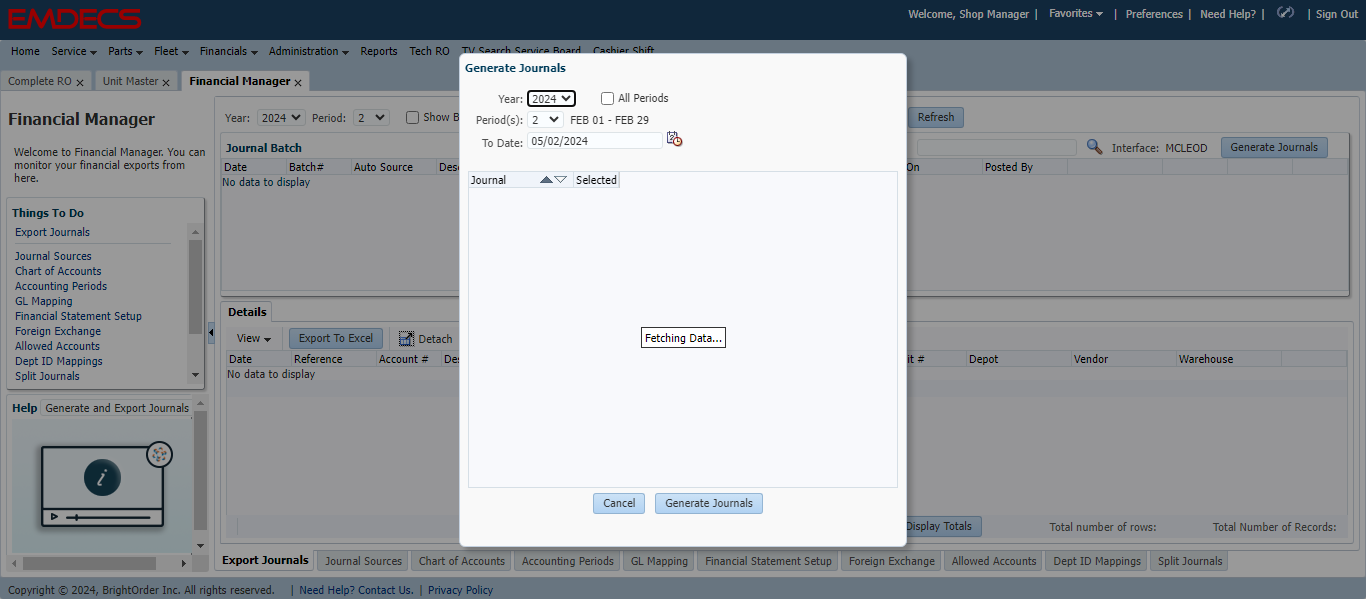 EMDECS
Welcome, Shop Manager | Favorites | Preferences | Need Help? | Sign Out
Home Service Parts Fleet Financials Administration Reports Tech RO TV Search Service Board Cashier Shift
Complete RO Unit Master Financial Manager
Generate Journals
Year: 2024 All Periods
Period(s): 2 FEB 01 - FEB 29
To Date: 05/02/2024
Journal Selected
Fetching Data...
Cancel Generate Journals
Financial Manager
Welcome to Financial Manager. You can
monitor your financial exports from
here.
Things To Do
Export Journals
Journal Sources
Chart of Accounts
Accounting Periods
GL Mapping
Financial Statement Setup
Foreign Exchange
Allowed Accounts
Dept ID Mappings
Split Journals
Help Generate and Export Journals
i
Year: 2024 Period: 2 Show B Refresh
Journal Batch Interface: MCLEOD Generate Journals
Date Batch# Auto Source Des On Posted By
No data to display
Details
View Export To Excel Detach
Date Reference Account # Des it # Depot Vendor Warehouse
No data to display
Display Totals Total number of rows: Total Number of Records:
Export Journals Journal Sources Chart of Accounts Accounting Periods GL Mapping Financial Statement Setup Foreign Exchange Allowed Accounts Dept ID Mappings Split Journals
Copyright © 2024, BrightOrder Inc. All rights reserved. | Need Help? Contact Us. | Privacy Policy